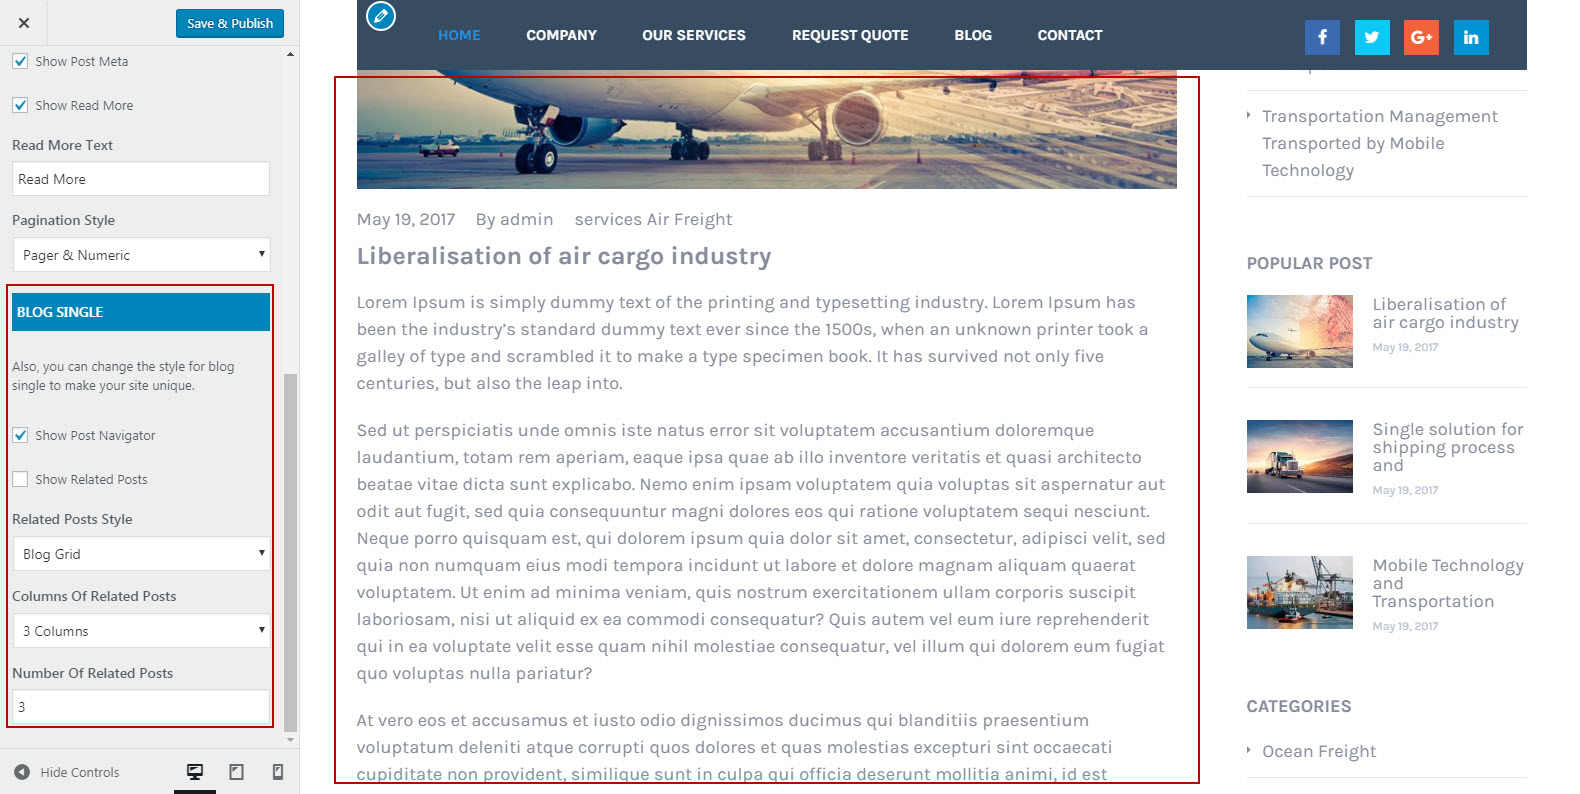 Save & Publish
Show Post Meta
Show Read More
Read More Text
Read More
Pagination Style
Pager & Numeric
BLOG SINGLE
Also, you can change the style for blog
single to make your site unique.
Show Post Navigator
Show Related Posts
Related Posts Style
Blog Grid
Columns Of Related Posts
3 Columns
Number Of Related Posts
3
Hide Controls
HOME COMPANY OUR SERVICES REQUEST QUOTE BLOG CONTACT
May 19, 2017 By admin services Air Freight
Liberalisation of air cargo industry
Lorem Ipsum is simply dummy text of the printing and typesetting industry. Lorem Ipsum has
been the industry's standard dummy text ever since the 1500s, when an unknown printer took a
galley of type and scrambled it to make a type specimen book. It has survived not only five
centuries, but also the leap into.
Sed ut perspiciatis unde omnis iste natus error sit voluptatem accusantium doloremque
laudantium, totam rem aperiam, eaque ipsa quae ab illo inventore veritatis et quasi architecto
beatae vitae dicta sunt explicabo. Nemo enim ipsam voluptatem quia voluptas sit aspernatur aut
odit aut fugit, sed quia consequuntur magni dolores eos qui ratione voluptatem sequi nesciunt.
Neque porro quisquam est, qui dolorem ipsum quia dolor sit amet, consectetur, adipisci velit, sed
quia non numquam eius modi tempora incidunt ut labore et dolore magnam aliquam quaerat
voluptatem. Ut enim ad minima veniam, quis nostrum exercitationem ullam corporis suscipit
laboriosam, nisi ut aliquid ex ea commodi consequatur? Quis autem vel eum iure reprehenderit
qui in ea voluptate velit esse quam nihil molestiae consequatur, vel illum qui dolorem eum fugiat
quo voluptas nulla pariatur?
At vero eos et accusamus et iusto odio dignissimos ducimus qui blanditiis praesentium
voluptatum deleniti atque corrupti quos dolores et quas molestias excepturi sint occaecati
cupiditate non provident, similique sunt in culpa qui officia deserunt mollitia animi, id est
Transportation Management
Transported by Mobile
Technology
POPULAR POST
Liberalisation of
air cargo industry
May 19, 2017
Single solution for
shipping process
and
May 19, 2017
Mobile Technology
and
Transportation
May 19, 2017
CATEGORIES
Ocean Freight